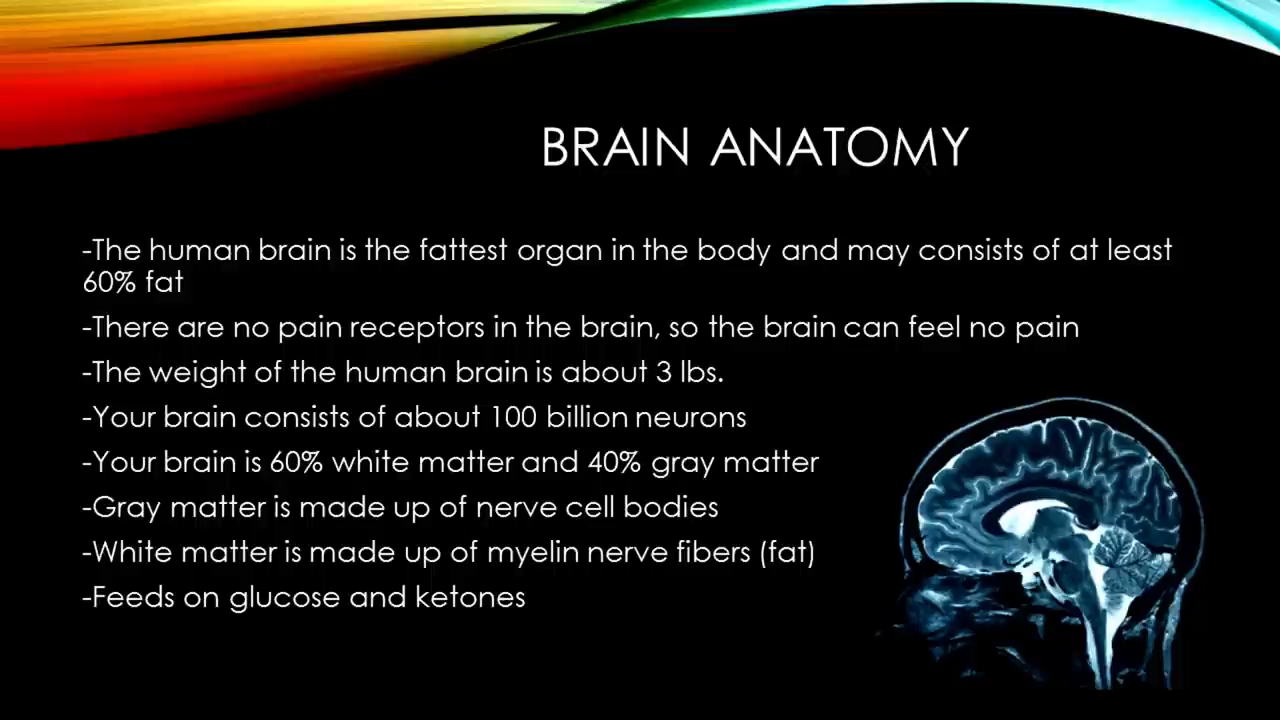 BRAIN ANATOMY
-The human brain is the fattest organ in the body and may consists of at least
60% fat
-There are no pain receptors in the brain, so the brain can feel no pain
-The weight of the human brain is about 3 lbs.
-Your brain consists of about 100 billion neurons
-Your brain is 60% white matter and 40% gray matter
-Gray matter is made up of nerve cell bodies
-White matter is made up of myelin nerve fibers (fat)
-Feeds on glucose and ketones